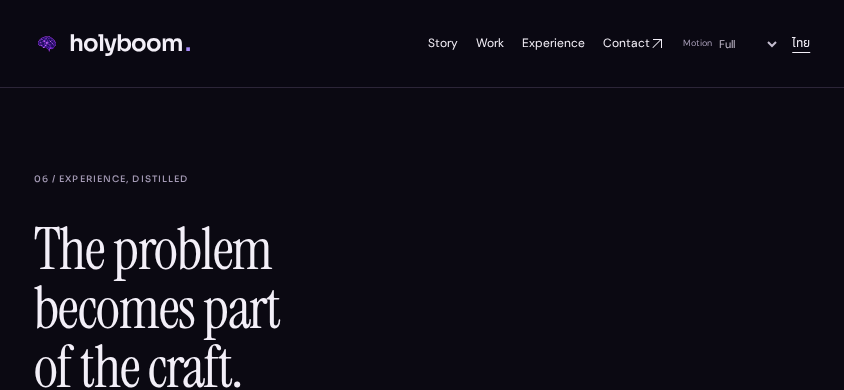 holyboom.
Story Work Experience Contact Motion Full ไทย
06 / EXPERIENCE, DISTILLED
The problem
becomes part
of the craft.